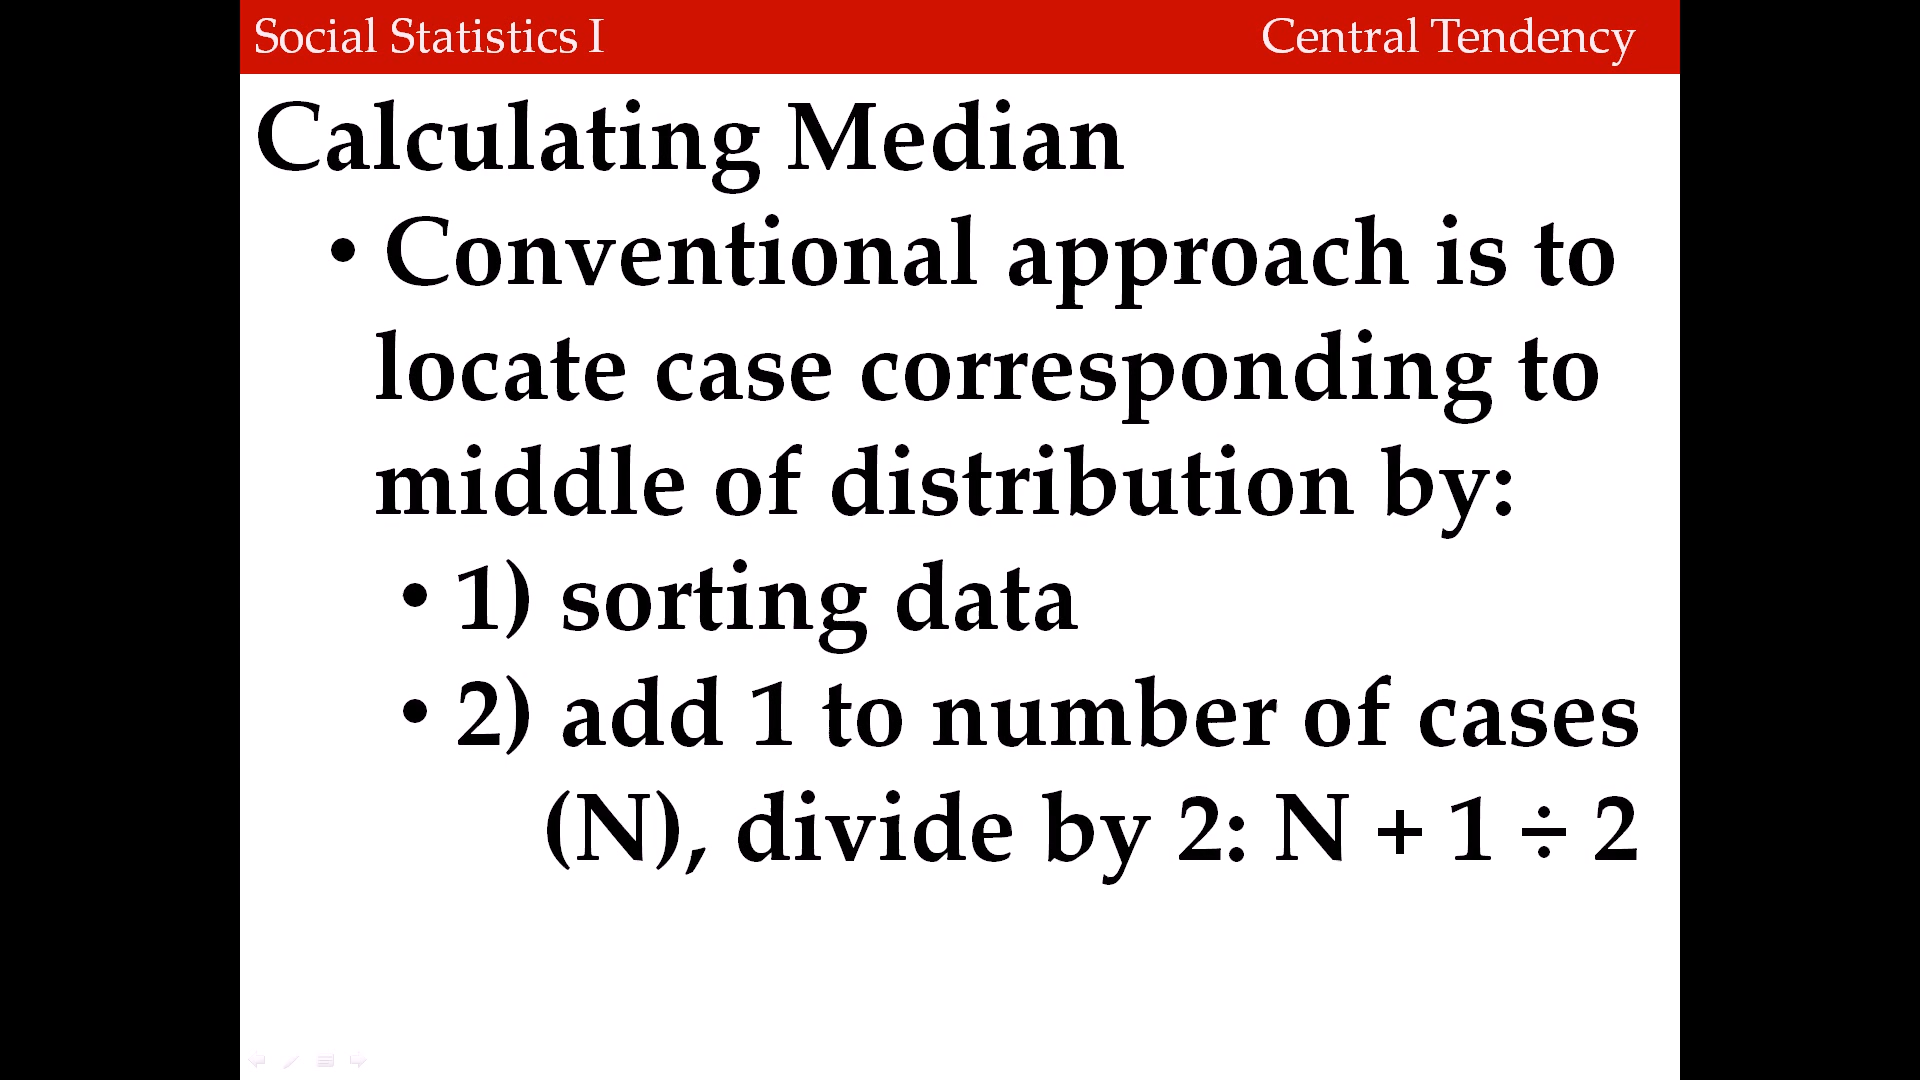 Social Statistics I
Central Tendency
Calculating Median
• Conventional approach is to
locate case corresponding to
middle of distribution by:
• 1) sorting data
• 2) add 1 to number of cases
(N), divide by 2: N + 1 ÷ 2